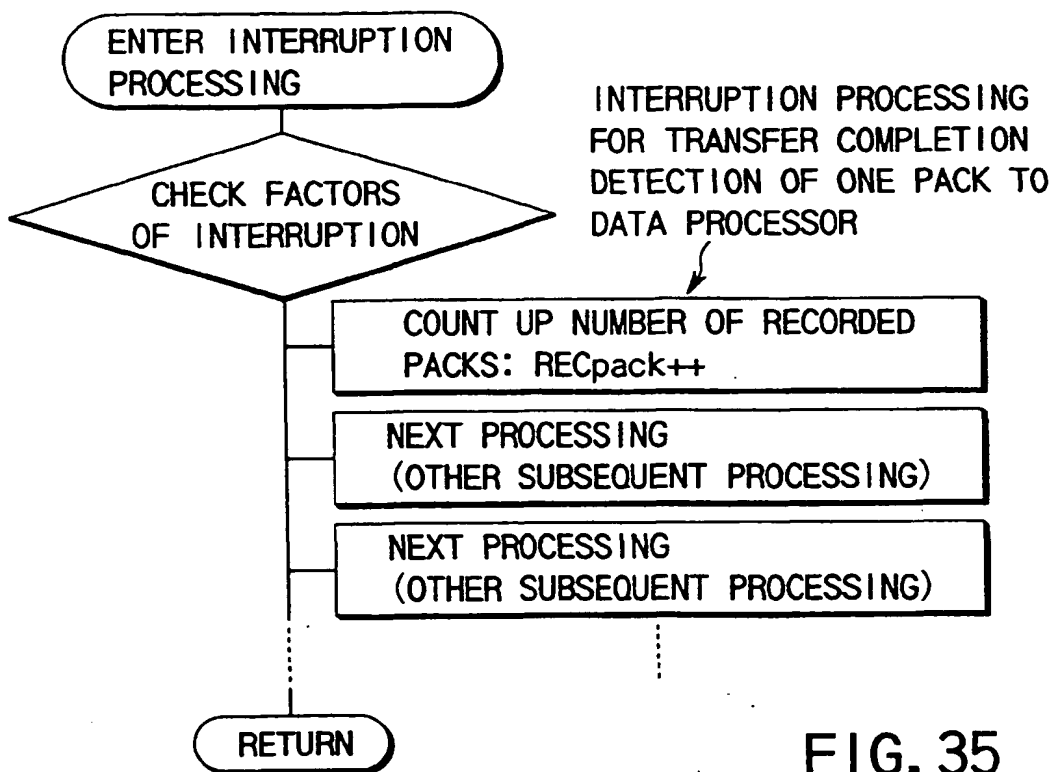 ENTER INTERRUPTION
PROCESSING
INTERRUPTION PROCESSING
FOR TRANSFER COMPLETION
DETECTION OF ONE PACK TO
DATA PROCESSOR
CHECK FACTORS
OF INTERRUPTION
COUNT UP NUMBER OF RECORDED
PACKS: RECpack++
NEXT PROCESSING
(OTHER SUBSEQUENT PROCESSING)
NEXT PROCESSING
(OTHER SUBSEQUENT PROCESSING)
RETURN
FIG. 35